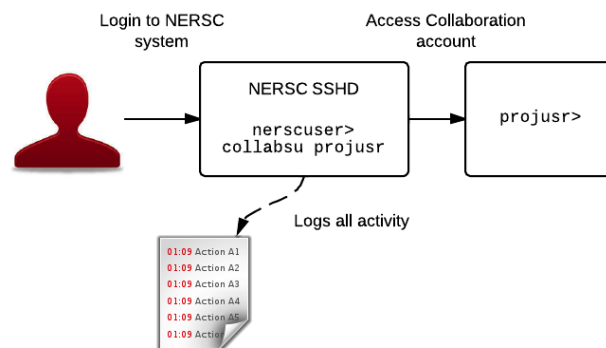 Login to NERSC
system
Access Collaboration
account
NERSC SSHD
nerscuser>
collabsu projusr
projusr>
Logs all activity
01:09 Action A1
01:09 Action A2
01:09 Action A3
01:09 Action A4
01:09 Action A5
01:09 Action